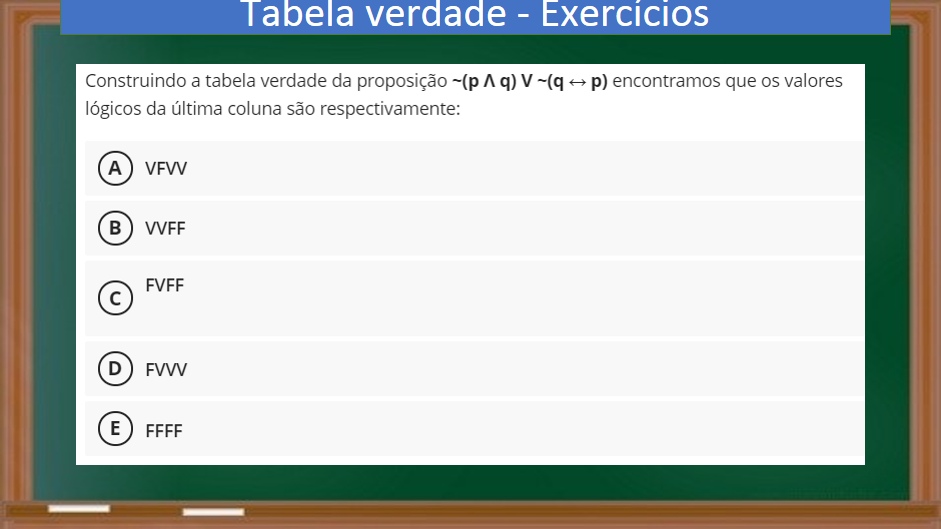 Tabela verdade - Exercícios
Construindo a tabela verdade da proposição ~(p Λ q) V ~(q ↔ p) encontramos que os valores
lógicos da última coluna são respectivamente:
A VFVV
B VVFF
C FVFF
D FVVV
E FFFF